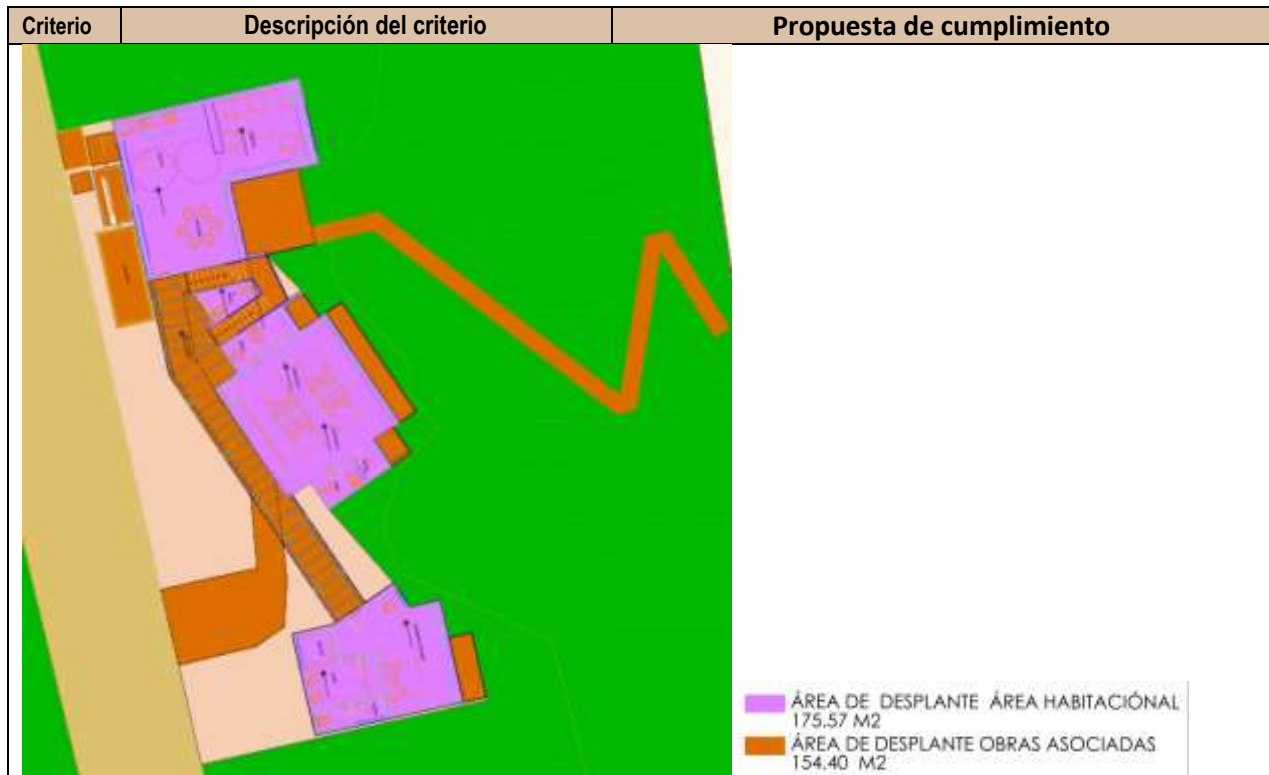 Criterio Descripción del criterio Propuesta de cumplimiento
ÁREA DE DESPLANTE ÁREA HABITACIÓNAL
175.57 M2
ÁREA DE DESPLANTE OBRAS ASOCIADAS
154.40 M2